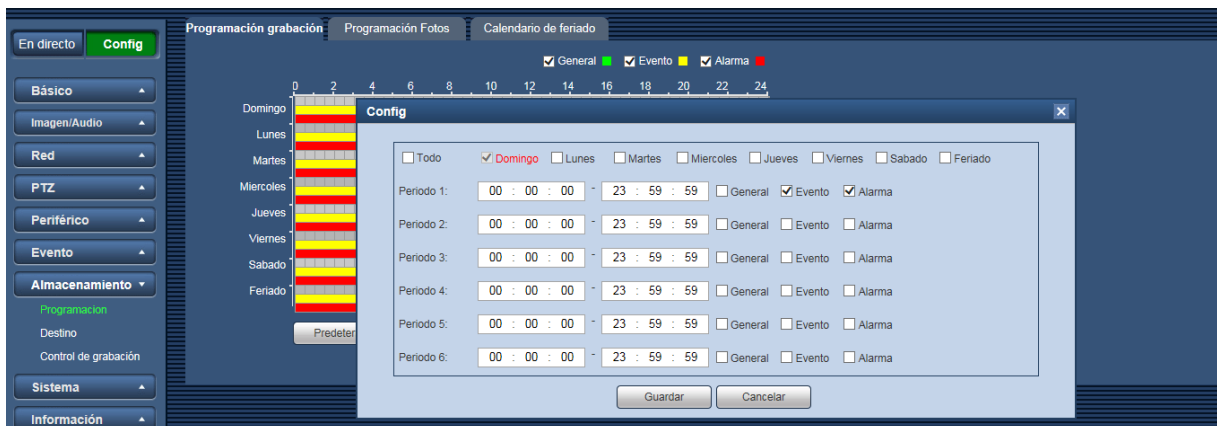 Programación grabación Programación Fotos Calendario de feriado
En directo Config
General Evento Alarma
0 2 4 6 8 10 12 14 16 18 20 22 24
Básico
Imagen/Audio
Red
PTZ
Periférico
Evento
Almacenamiento
Programacion
Destino
Control de grabación
Sistema
Información
Domingo
Lunes
Martes
Miercoles
Jueves
Viernes
Sabado
Feriado
Predeter
Config
Todo Domingo Lunes Martes Miercoles Jueves Viernes Sabado Feriado
Periodo 1: 00 : 00 : 00 - 23 : 59 : 59 General Evento Alarma
Periodo 2: 00 : 00 : 00 - 23 : 59 : 59 General Evento Alarma
Periodo 3: 00 : 00 : 00 - 23 : 59 : 59 General Evento Alarma
Periodo 4: 00 : 00 : 00 - 23 : 59 : 59 General Evento Alarma
Periodo 5: 00 : 00 : 00 - 23 : 59 : 59 General Evento Alarma
Periodo 6: 00 : 00 : 00 - 23 : 59 : 59 General Evento Alarma
Guardar Cancelar